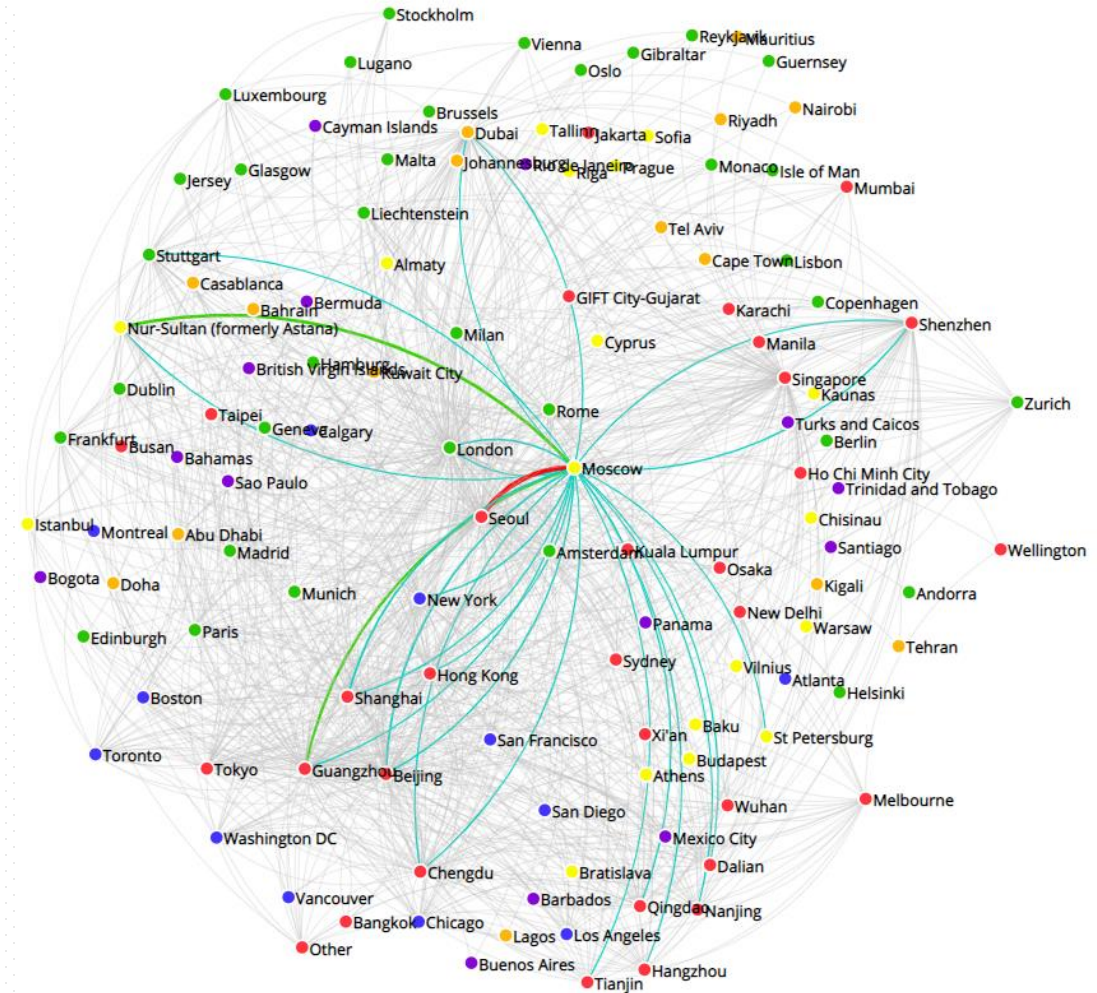 Stockholm
Reykjavik
Mauritius
Vienna
Gibraltar
Guernsey
Lugano
Oslo
Luxembourg
Nairobi
Brussels
Riyadh
Cayman Islands
Dubai
Tallinn
Jakarta
Sofia
Malta
Johannesburg
Rio de Janeiro
Riga
Prague
Monaco
Isle of Man
Glasgow
Jersey
Mumbai
Liechtenstein
Tel Aviv
Stuttgart
Almaty
Cape Town
Lisbon
Casablanca
GIFT City-Gujarat
Bermuda
Bahrain
Karachi
Copenhagen
Nur-Sultan (formerly Astana)
Shenzhen
Milan
Cyprus
Manila
Hamburg
British Virgin Islands
Kuwait City
Singapore
Dublin
Kaunas
Zurich
Taipei
Rome
Geneva
Calgary
Turks and Caicos
Frankfurt
Busan
London
Berlin
Bahamas
Moscow
Ho Chi Minh City
Sao Paulo
Trinidad and Tobago
Istanbul
Seoul
Chisinau
Montreal
Abu Dhabi
Madrid
Amsterdam
Kuala Lumpur
Santiago
Wellington
Bogota
Doha
Osaka
Kigali
Munich
New York
Andorra
Panama
New Delhi
Warsaw
Edinburgh
Paris
Tehran
Sydney
Vilnius
Hong Kong
Atlanta
Boston
Shanghai
Helsinki
Baku
San Francisco
Xi'an
St Petersburg
Toronto
Tokyo
Guangzhou
Beijing
Budapest
Athens
Melbourne
San Diego
Wuhan
Washington DC
Mexico City
Chengdu
Bratislava
Dalian
Vancouver
Barbados
Qingdao
Nanjing
Bangkok
Chicago
Other
Lagos
Los Angeles
Buenos Aires
Hangzhou
Tianjin